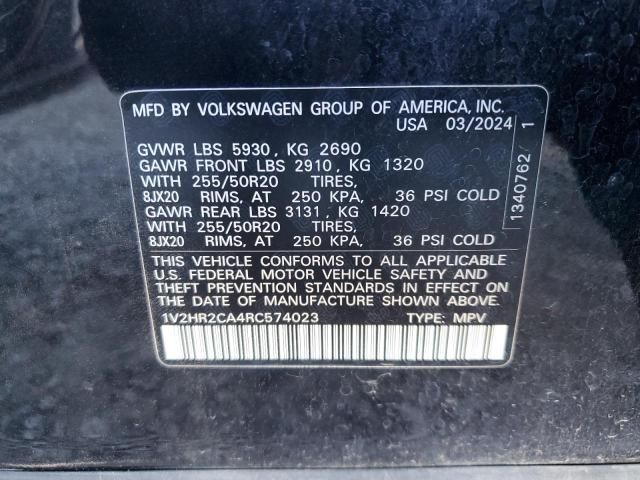 MFD BY VOLKSWAGEN GROUP OF AMERICA, INC.
USA 03/2024
GVWR LBS 5930, KG 2690
GAWR FRONT LBS 2910, KG 1320
WITH 255/50R20 TIRES,
8JX20 RIMS, AT 250 KPA, 36 PSI COLD
GAWR REAR LBS 3131, KG 1420
WITH 255/50R20 TIRES,
8JX20 RIMS, AT 250 KPA, 36 PSI COLD
THIS VEHICLE CONFORMS TO ALL APPLICABLE
U.S. FEDERAL MOTOR VEHICLE SAFETY AND
THEFT PREVENTION STANDARDS IN EFFECT ON
THE DATE OF MANUFACTURE SHOWN ABOVE.
1V2HR2CA4RC574023 TYPE: MPV
1340762 1